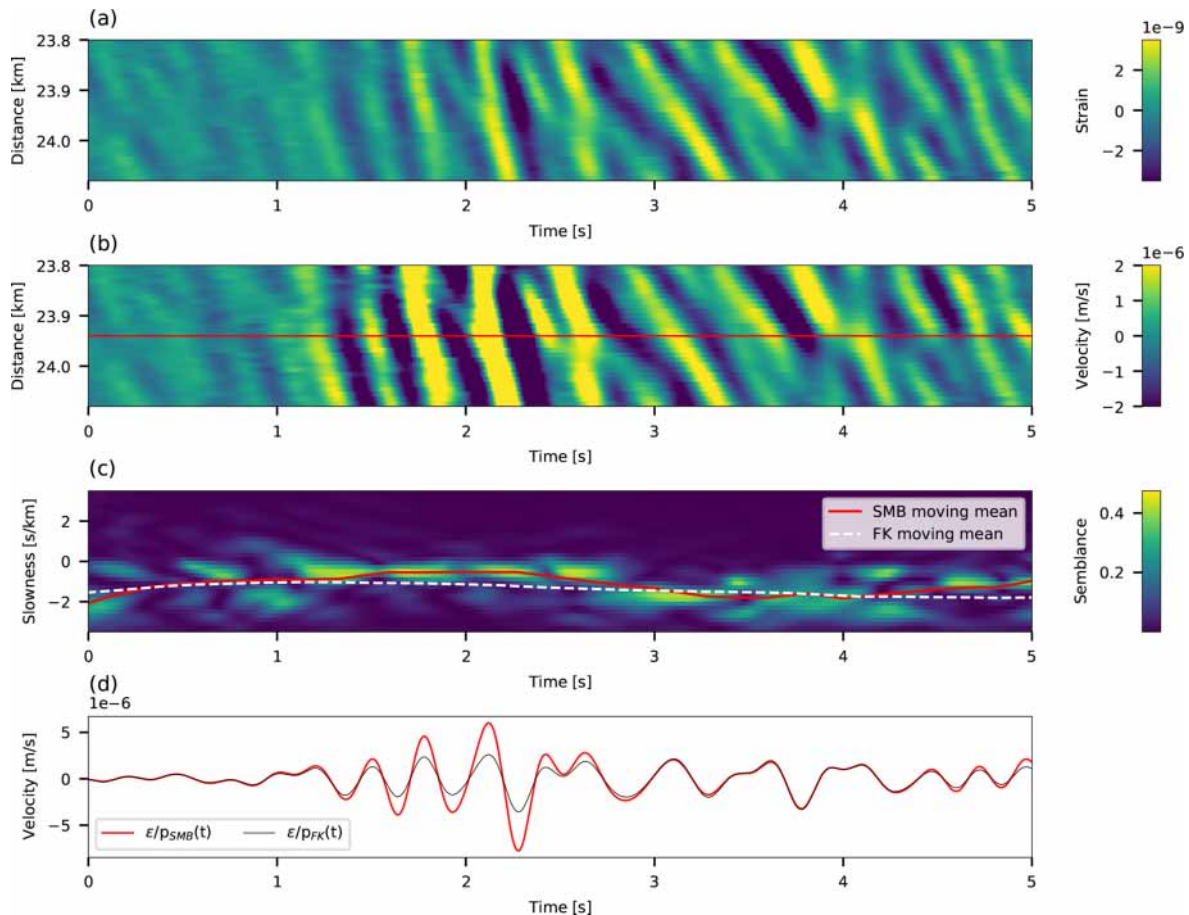 (a)
1e−9
23.8
23.9
24.0
Distance [km]
0 1 2 3 4 5
Time [s]
2
0
−2
Strain
(b)
1e−6
23.8
23.9
24.0
Distance [km]
0 1 2 3 4 5
Time [s]
2
1
0
−1
−2
Velocity [m/s]
(c)
2
0
−2
Slowness [s/km]
SMB moving mean
FK moving mean
0 1 2 3 4 5
Time [s]
0.4
0.2
Semblance
(d)
1e−6
5
0
−5
Velocity [m/s]
ε/pSMB(t) ε/pFK(t)
0 1 2 3 4 5
Time [s]